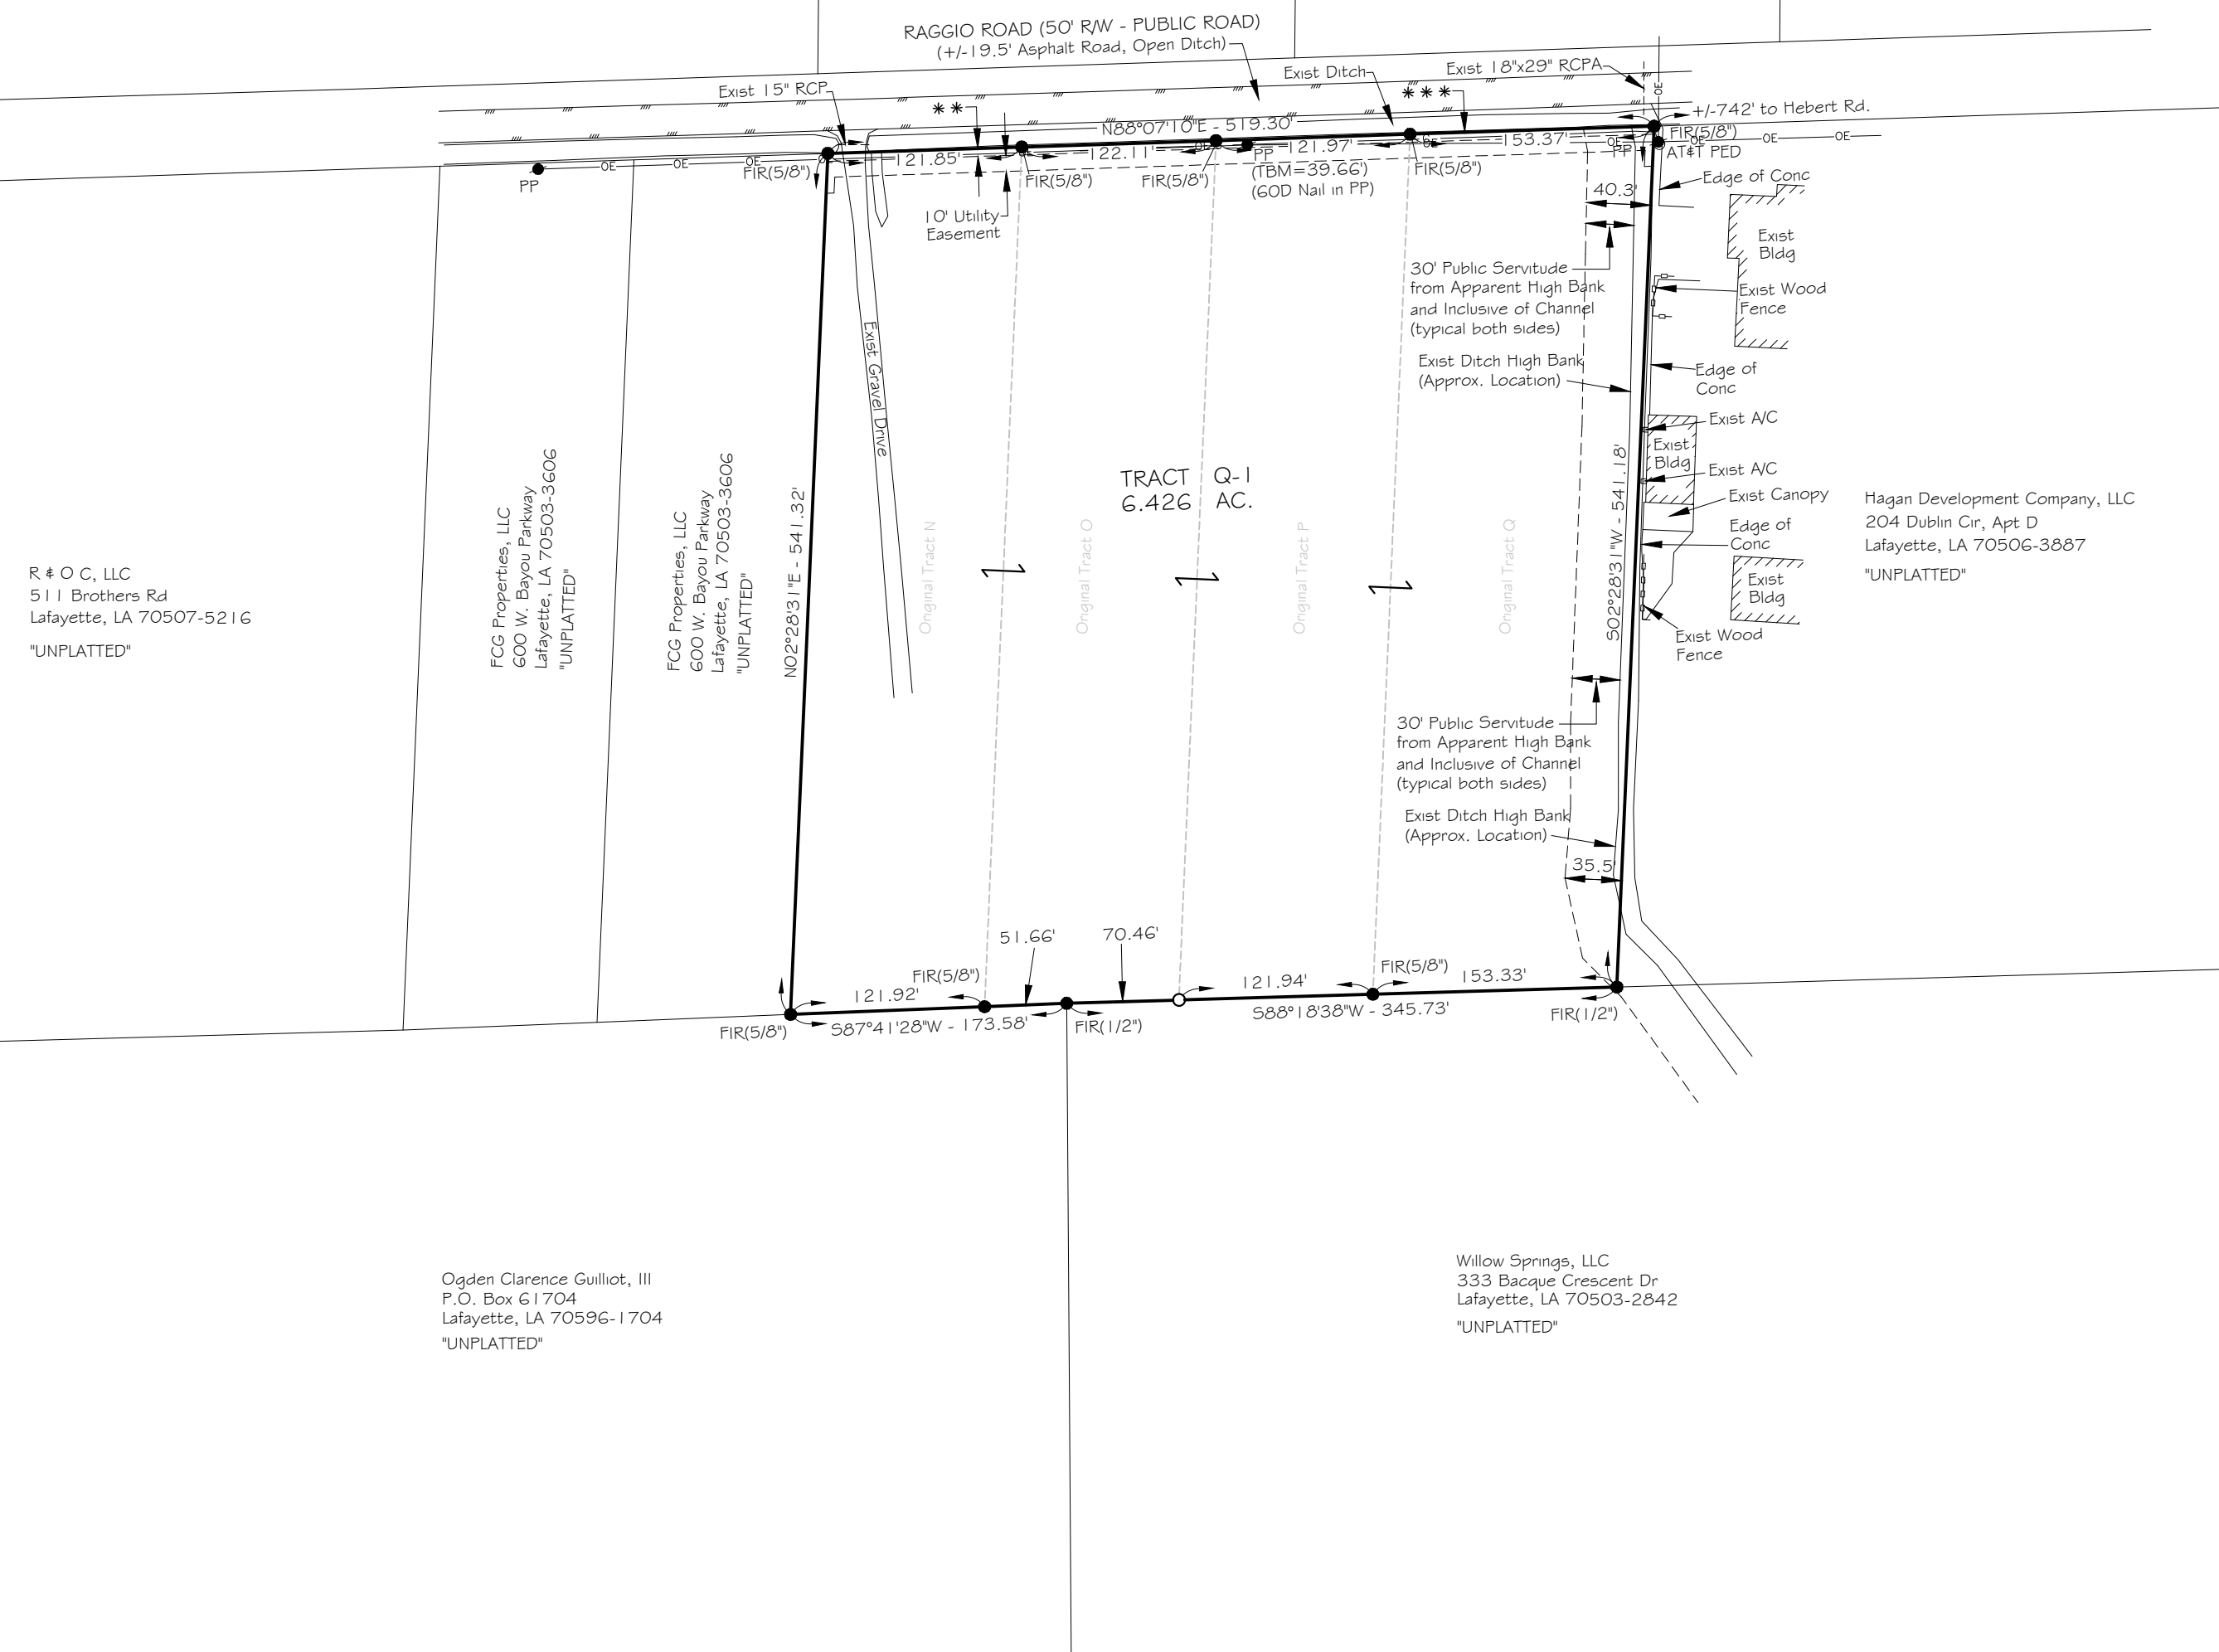 RAGGIO ROAD (50' R/W - PUBLIC ROAD)
(+/-19.5' Asphalt Road, Open Ditch)
Exist 15" RCP
**
Exist Ditch
***
Exist 18"x29" RCPA
OE
+/-742' to Hebert Rd.
N88°07'10"E - 519.30'
FIR(5/8")
PP
OE
OE
OE
FIR(5/8")
121.85'
122.11'
OE
121.97'
OE
153.37'
OE
PP
OE
OE
OE
AT&T PED
FIR(5/8")
FIR(5/8")
PP
(TBM=39.66')
(60D Nail in PP)
FIR(5/8")
10' Utility
Easement
40.3'
Edge of Conc
Exist
Bldg
30' Public Servitude
from Apparent High Bank
and Inclusive of Channel
(typical both sides)
Exist Wood
Fence
Exist Gravel Drive
Exist Ditch High Bank
(Approx. Location)
Edge of
Conc
Exist A/C
Exist
Bldg
Exist A/C
Exist Canopy
Edge of
Conc
Exist
Bldg
Exist Wood
Fence
Hagan Development Company, LLC
204 Dublin Cir, Apt D
Lafayette, LA 70506-3887
"UNPLATTED"
R & O C, LLC
511 Brothers Rd
Lafayette, LA 70507-5216
"UNPLATTED"
FCG Properties, LLC
600 W. Bayou Parkway
Lafayette, LA 70503-3606
"UNPLATTED"
FCG Properties, LLC
600 W. Bayou Parkway
Lafayette, LA 70503-3606
"UNPLATTED"
N02°28'31"E - 541.32'
TRACT Q-1
6.426 AC.
Original Tract N
Original Tract O
Original Tract P
Original Tract Q
S02°28'31"W - 541.18'
30' Public Servitude
from Apparent High Bank
and Inclusive of Channel
(typical both sides)
Exist Ditch High Bank
(Approx. Location)
35.5'
51.66'
70.46'
FIR(5/8")
121.92'
121.94'
FIR(5/8")
153.33'
FIR(5/8")
S87°41'28"W - 173.58'
FIR(1/2")
S88°18'38"W - 345.73'
FIR(1/2")
Ogden Clarence Guilliot, III
P.O. Box 61704
Lafayette, LA 70596-1704
"UNPLATTED"
Willow Springs, LLC
333 Bacque Crescent Dr
Lafayette, LA 70503-2842
"UNPLATTED"